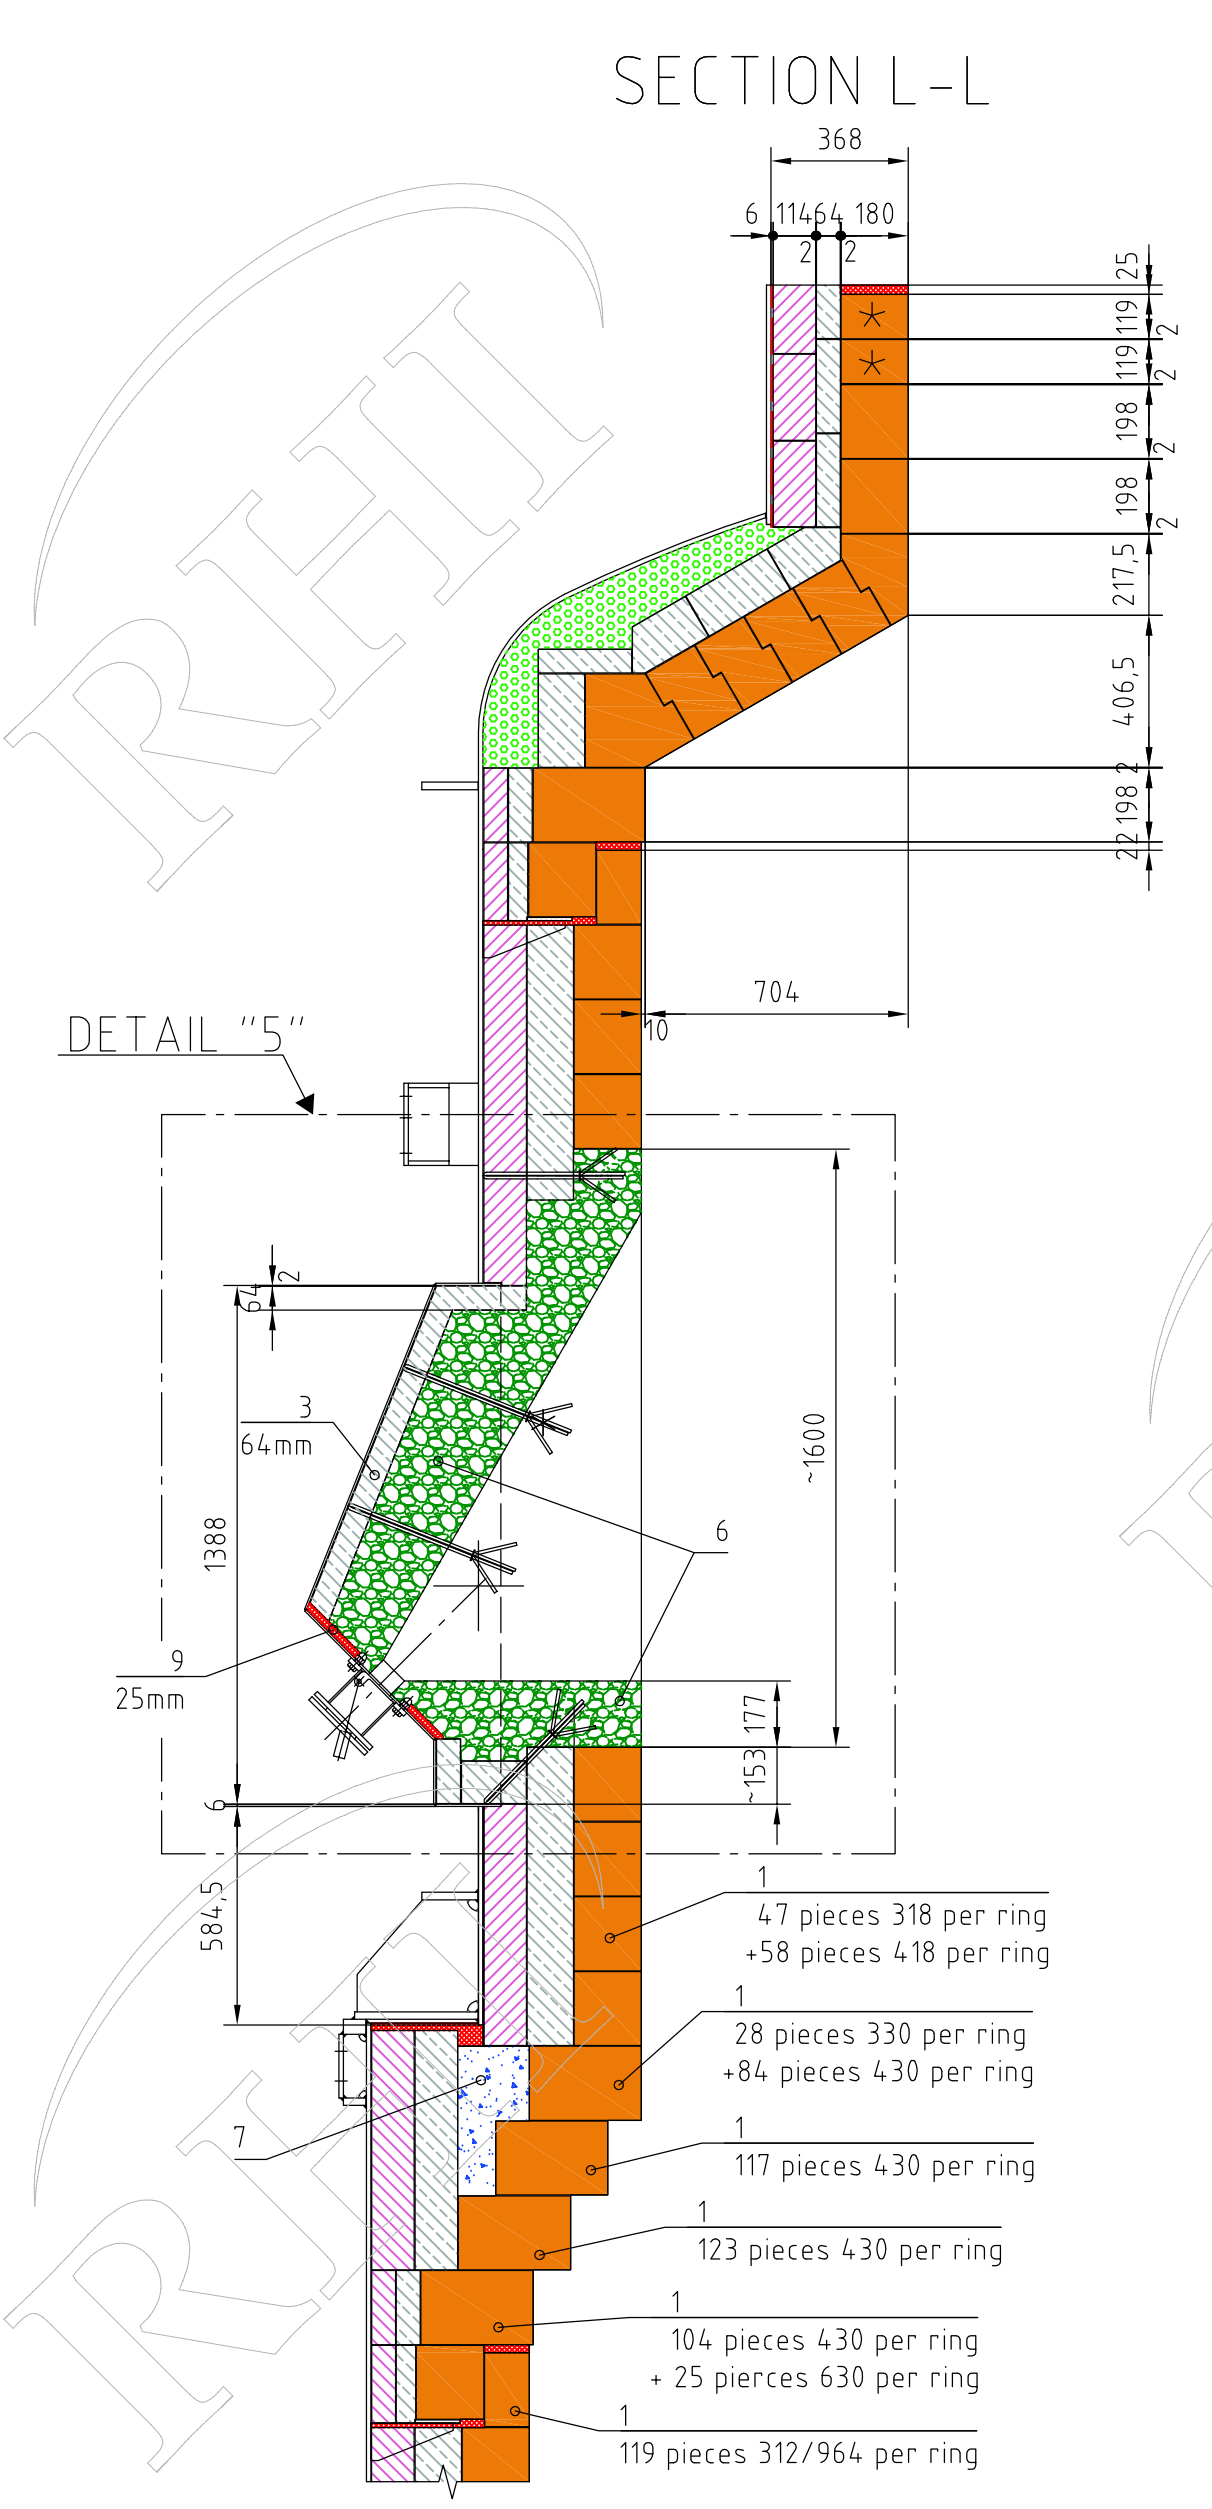 SECTION L-L
368
6 114 64 180
2 2
25
119
2
119
2
198
2
198
2
217,5
406,5
2
198
22
RHI
704
10
DETAIL "5"
2
64
3
64mm
~1600
1388
6
9
25mm
177
~153
6
584,5
1
47 pieces 318 per ring
+58 pieces 418 per ring
1
28 pieces 330 per ring
+84 pieces 430 per ring
7
1
117 pieces 430 per ring
1
123 pieces 430 per ring
1
104 pieces 430 per ring
+ 25 pierces 630 per ring
1
119 pieces 312/964 per ring
RHI